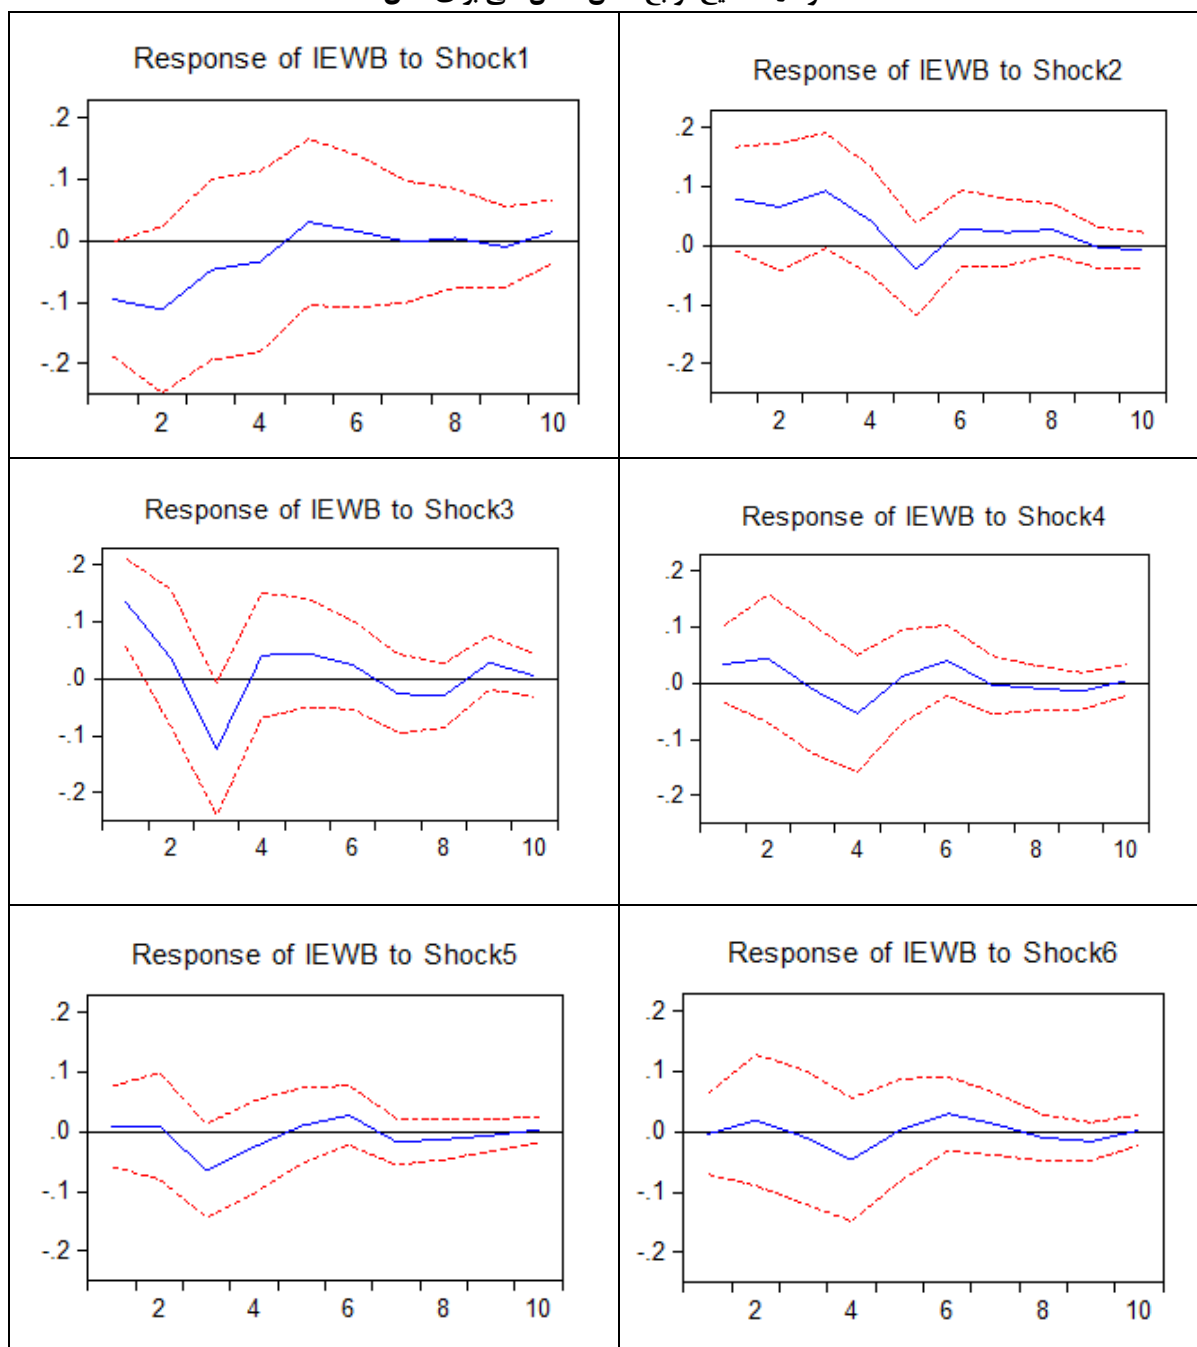 Response of IEWB to Shock1
.2
.1
.0
-.1
-.2
2 4 6 8 10
Response of IEWB to Shock2
.2
.1
.0
-.1
-.2
2 4 6 8 10
Response of IEWB to Shock3
.2
.1
.0
-.1
-.2
2 4 6 8 10
Response of IEWB to Shock4
.2
.1
.0
-.1
-.2
2 4 6 8 10
Response of IEWB to Shock5
.2
.1
.0
-.1
-.2
2 4 6 8 10
Response of IEWB to Shock6
.2
.1
.0
-.1
-.2
2 4 6 8 10